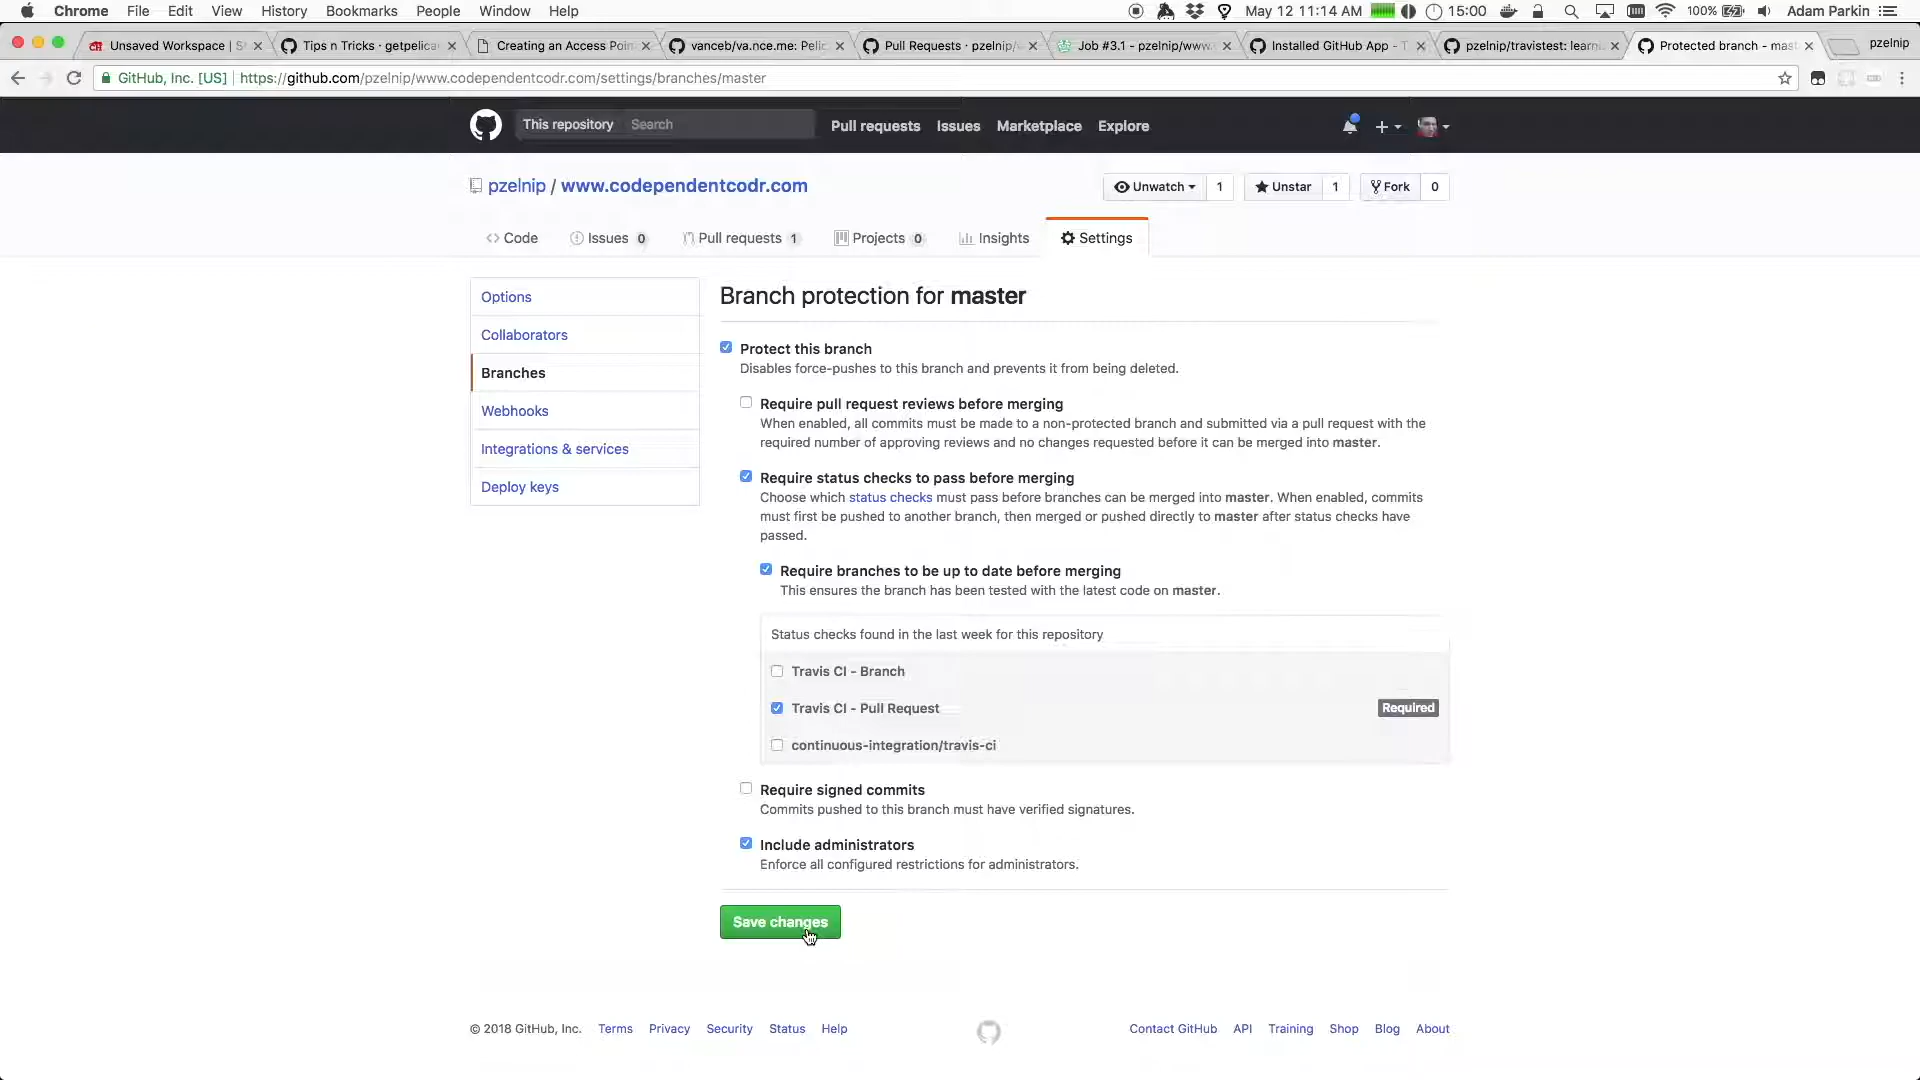 Chrome File Edit View History Bookmarks People Window Help May 12 11:14 AM 15:00 100% Adam Parkin
Unsaved Workspace | S Tips n Tricks · getpelica Creating an Access Poin vanceb/va.nce.me: Pelic Pull Requests · pzelnip/w Job #3.1 - pzelnip/www. Installed GitHub App - T pzelnip/travistest: learni Protected branch - mast pzelnip
GitHub, Inc. [US] https://github.com/pzelnip/www.codependentcodr.com/settings/branches/master
This repository Search Pull requests Issues Marketplace Explore
pzelnip / www.codependentcodr.com Unwatch 1 Unstar 1 Fork 0
Code Issues 0 Pull requests 1 Projects 0 Insights Settings
Options
Collaborators
Branches
Webhooks
Integrations & services
Deploy keys
Branch protection for master
Protect this branch
Disables force-pushes to this branch and prevents it from being deleted.
Require pull request reviews before merging
When enabled, all commits must be made to a non-protected branch and submitted via a pull request with the
required number of approving reviews and no changes requested before it can be merged into master.
Require status checks to pass before merging
Choose which status checks must pass before branches can be merged into master. When enabled, commits
must first be pushed to another branch, then merged or pushed directly to master after status checks have
passed.
Require branches to be up to date before merging
This ensures the branch has been tested with the latest code on master.
Status checks found in the last week for this repository
Travis CI - Branch
Travis CI - Pull Request Required
continuous-integration/travis-ci
Require signed commits
Commits pushed to this branch must have verified signatures.
Include administrators
Enforce all configured restrictions for administrators.
Save changes
© 2018 GitHub, Inc. Terms Privacy Security Status Help Contact GitHub API Training Shop Blog About